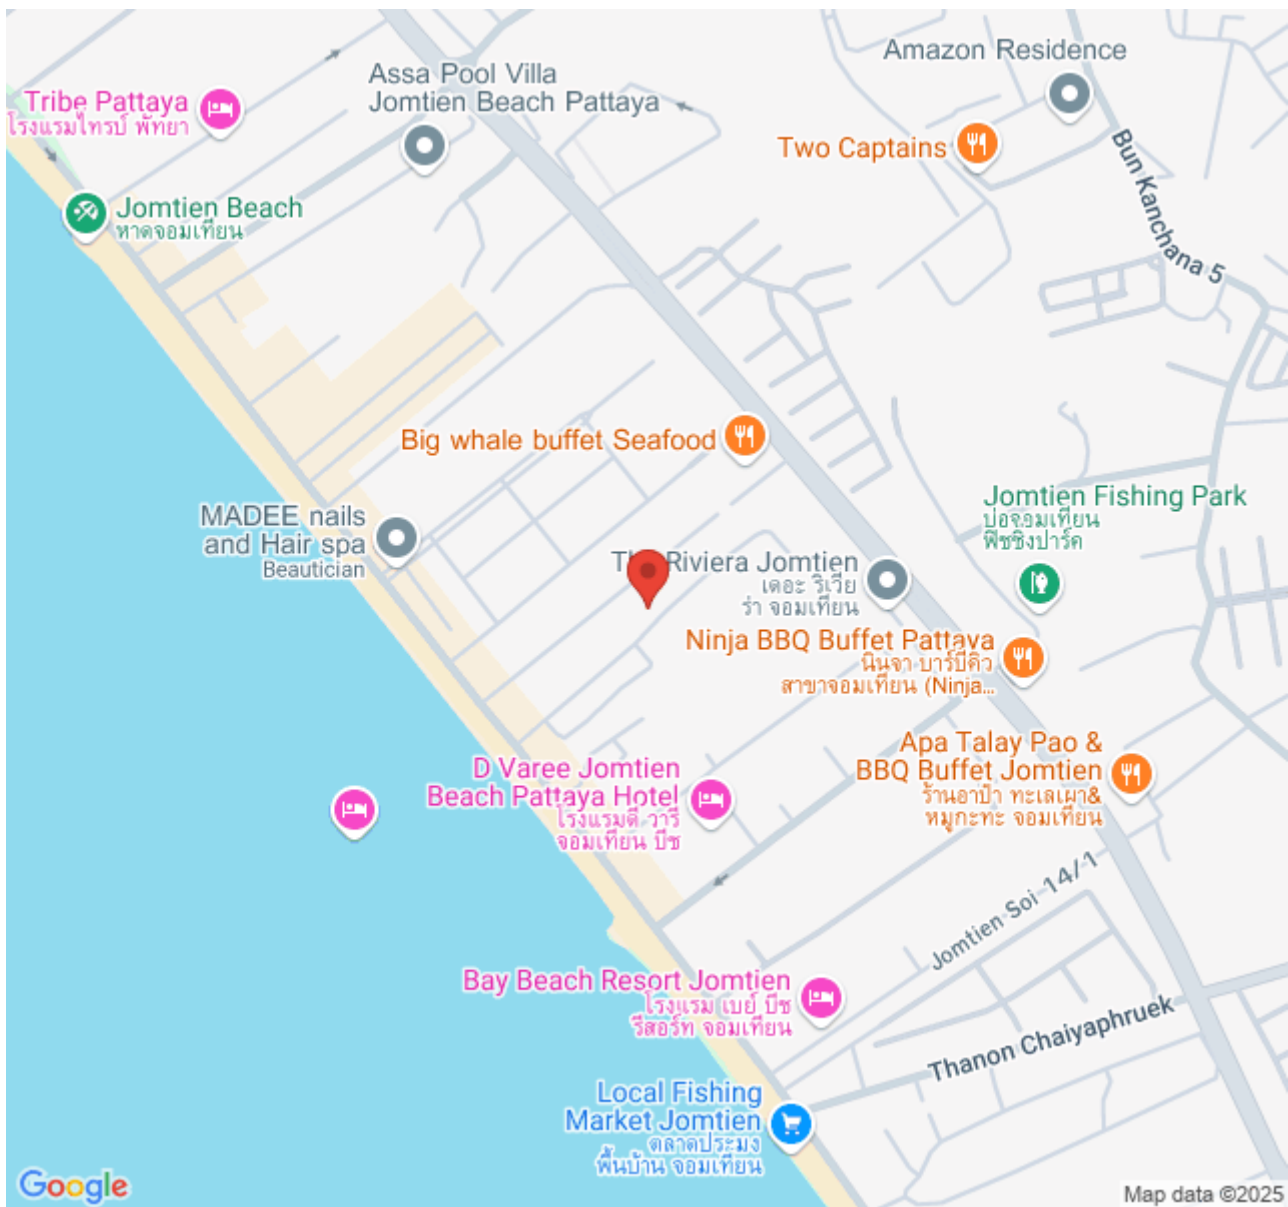 Amazon Residence
Assa Pool Villa
Jomtien Beach Pattaya
Tribe Pattaya
โรงแรมไทรบ์ พัทยา
Two Captains
Bun Kanchana 5
Jomtien Beach
หาดจอมเทียน
Big whale buffet Seafood
Jomtien Fishing Park
บ่อจอมเทียน
ฟิชชิงปาร์ค
MADEE nails
and Hair spa
Beautician
Riviera Jomtien
เดอะ ริเวีย
ร่า จอมเทียน
Ninja BBQ Buffet Pattaya
นินจา บาร์บีคิว
สาขาจอมเทียน (Ninja...
Apa Talay Pao &
BBQ Buffet Jomtien
ร้านอาป๋า ทะเลเผา&
หมูกะทะ จอมเทียน
D Varee Jomtien
Beach Pattaya Hotel
โรงแรมดี วารี
จอมเทียน บีช
Jomtien Soi 14/1
Bay Beach Resort Jomtien
โรงแรม เบย์ บีช
รีสอร์ท จอมเทียน
Thanon Chaiyaphruek
Local Fishing
Market Jomtien
ตลาดประมง
พื้นบ้าน จอมเทียน
Google
Map data ©2025